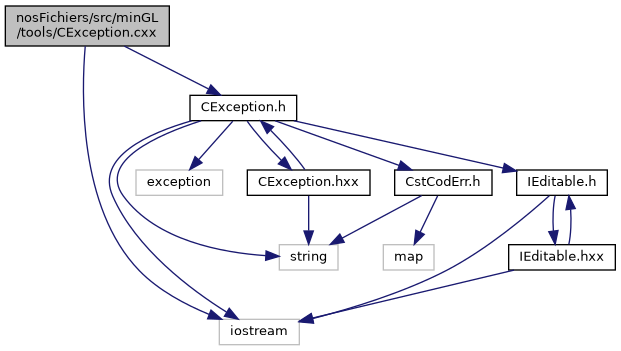 nosFichiers/src/minGL
/tools/CException.cxx
CException.h
exception
CException.hxx
CstCodErr.h
IEditable.h
string
map
IEditable.hxx
iostream